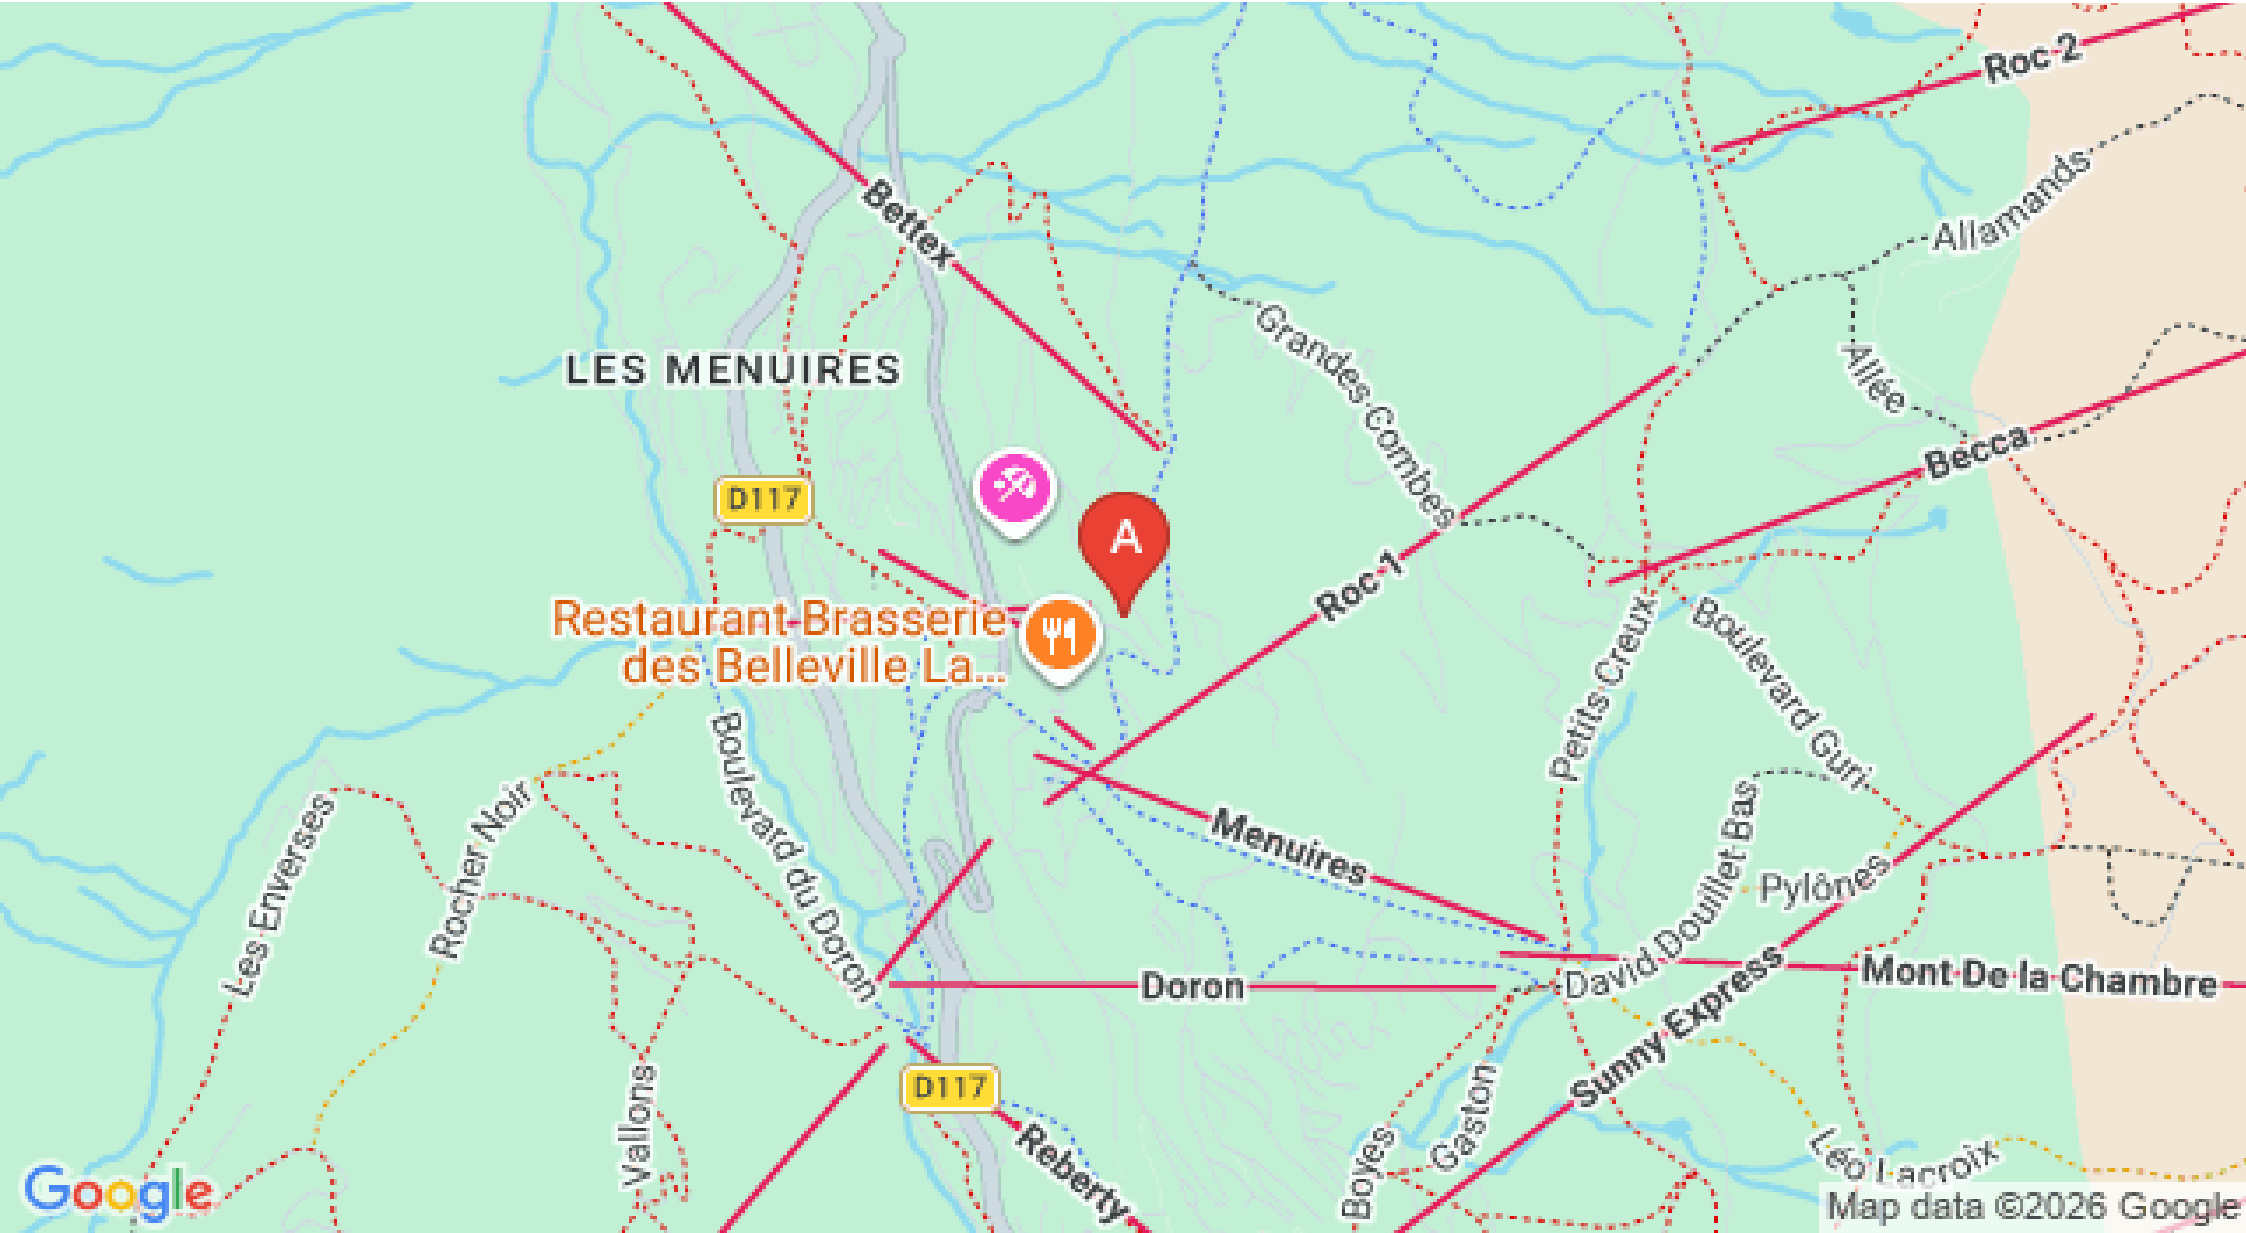 Roc 2
Allamands
Bettex
Grandes Combes
Allée
LES MENUIRES
Becca
D117
A
Roc 1
Restaurant Brasserie
des Belleville La...
Petits Creux
Boulevard Guri
Boulevard du Doron
Les Enverses
Rocher Noir
Menuires
David Douillet Bas
Pylônes
Doron
Mont De la Chambre
Sunny Express
D117
Vallons
Reberty
Boyes
Gaston
Léo Lacroix
Google
Map data ©2026 Google